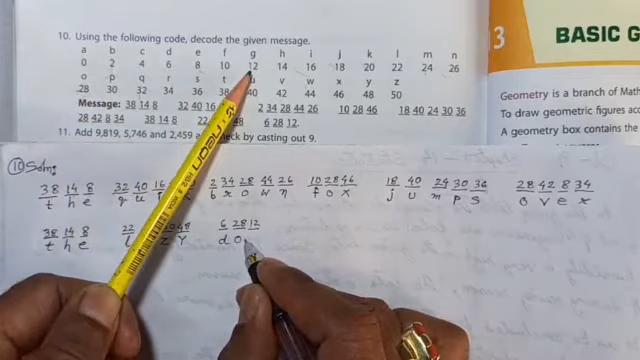 10. Using the following code, decode the given message.
a b c d e f g h i j k l m n
0 2 4 6 8 10 12 14 16 18 20 22 24 26
o p q r s t u v w x y z
28 30 32 34 36 38 40 42 44 46 48 50
Message: 38 14 8 32 40 16 2 34 28 44 26 10 28 46 18 40 24 30 36
28 42 8 34 38 14 8 22 48 6 28 12.
11. Add 9,819, 5,746 and 2,459 check by casting out 9.
BASIC G
Geometry is a branch of Math
To draw geometric figures acc
A geometry box contains the
10 Soln:
38 14 8 32 40 16 2 34 28 44 26 10 28 46 18 40 24 30 36 28 42 8 34
t h e q u b r o w n f o x j u m p s o v e r
38 14 8 22 48 6 28 12
t h e l z y d o